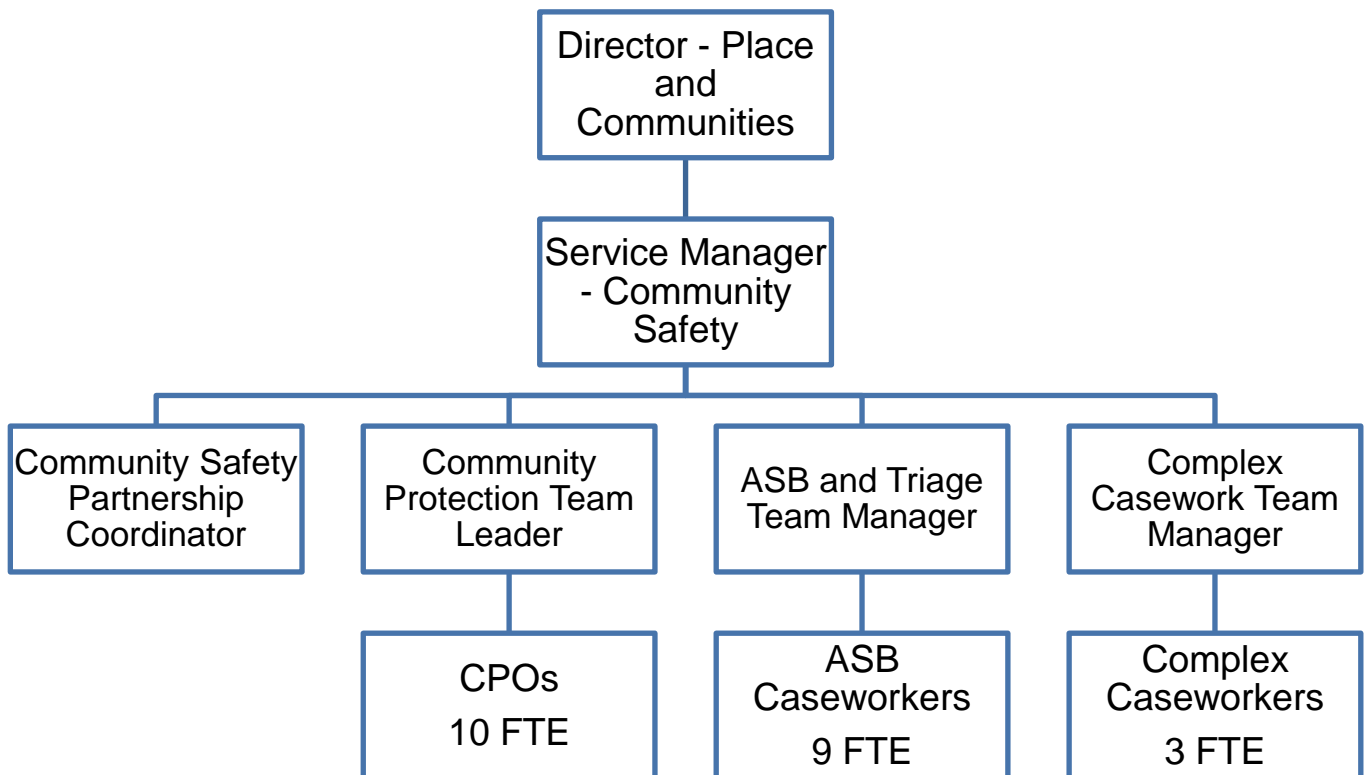 Director - Place
and
Communities
Service Manager
- Community
Safety
Community Safety
Partnership
Coordinator
Community
Protection Team
Leader
ASB and Triage
Team Manager
Complex
Casework Team
Manager
CPOs
10 FTE
ASB
Caseworkers
9 FTE
Complex
Caseworkers
3 FTE